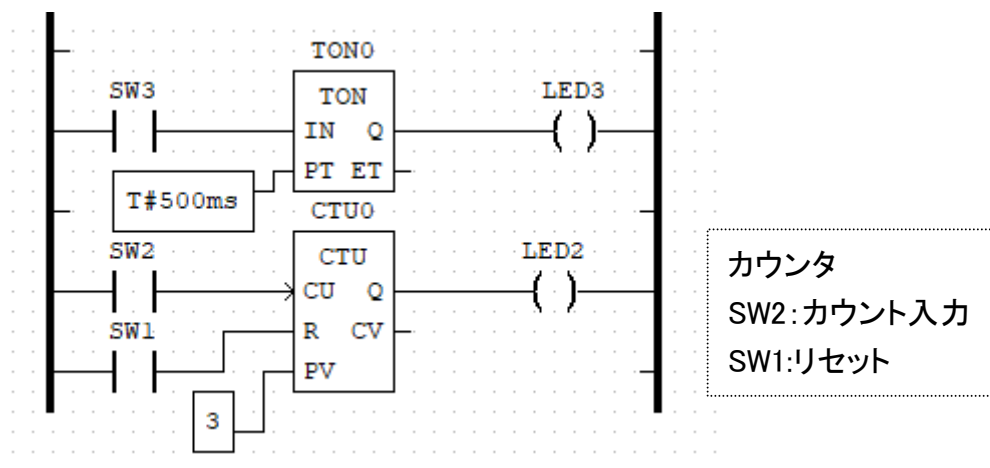 TON0
SW3
TON
LED3
IN Q
PT ET
T#500ms
CTU0
SW2
CTU
LED2
CU Q
SW1
R CV
PV
3
カウンタ
SW2:カウント入力
SW1:リセット